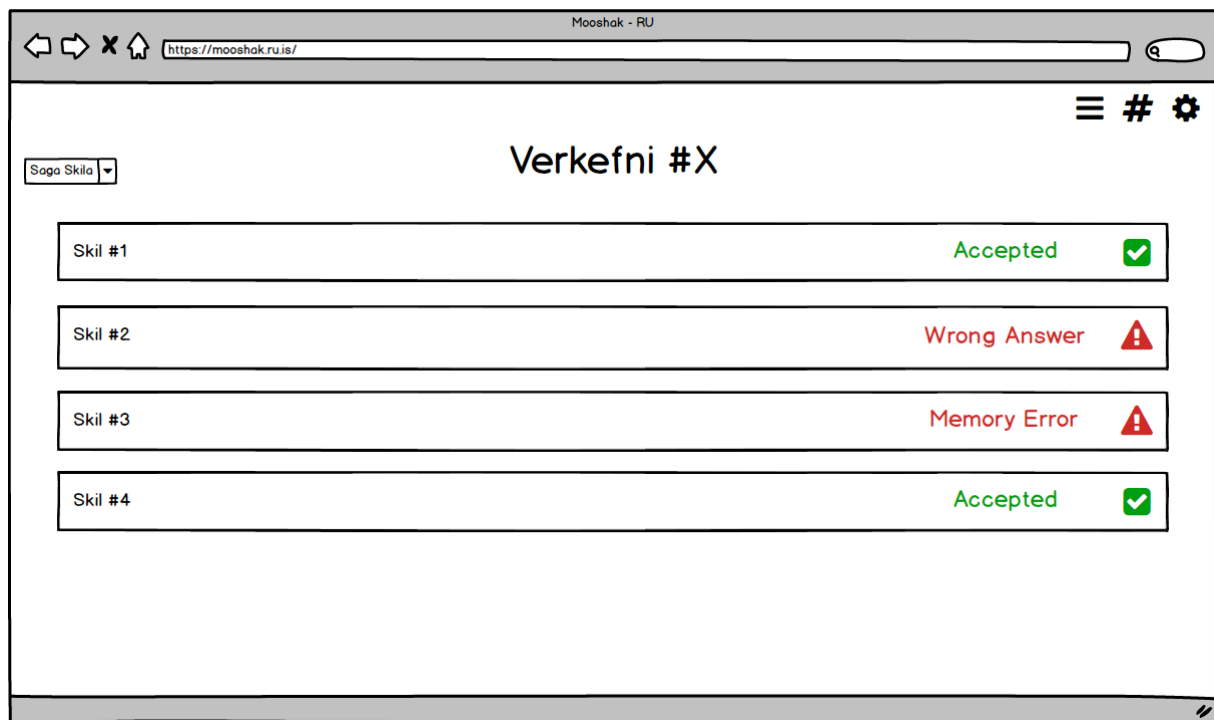 Mooshak - RU
https://mooshak.ru.is/
#
Verkefni #X
Saga Skila
Skil #1 Accepted
Skil #2 Wrong Answer
Skil #3 Memory Error
Skil #4 Accepted